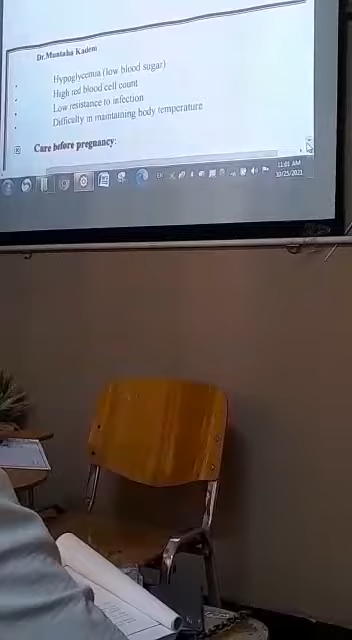 Dr.Muntaha Kadem
Hypoglycemia (low blood sugar)
High red blood cell count
Low resistance to infection
Difficulty in maintaining body temperature
Care before pregnancy:
EN
11:01 AM
10/25/2021